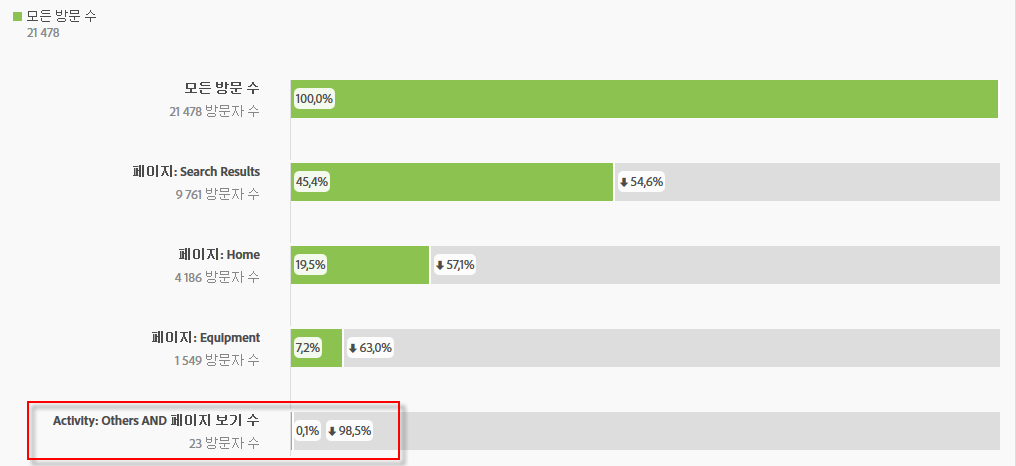 모든 방문 수
21 478
모든 방문 수
21 478 방문자 수
100,0%
페이지: Search Results
9 761 방문자 수
45,4%
54,6%
페이지: Home
4 186 방문자 수
19,5%
57,1%
페이지: Equipment
1 549 방문자 수
7,2%
63,0%
Activity: Others AND 페이지 보기 수
23 방문자 수
0,1%
98,5%